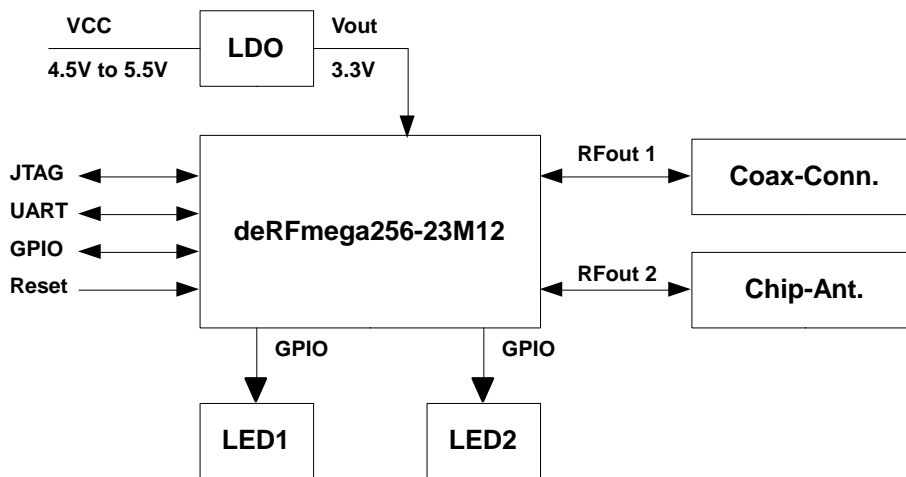 VCC
LDO
Vout
4.5V to 5.5V
3.3V
JTAG
RFout 1
Coax-Conn.
UART
deRFmega256-23M12
GPIO
RFout 2
Reset
Chip-Ant.
GPIO
GPIO
LED1
LED2